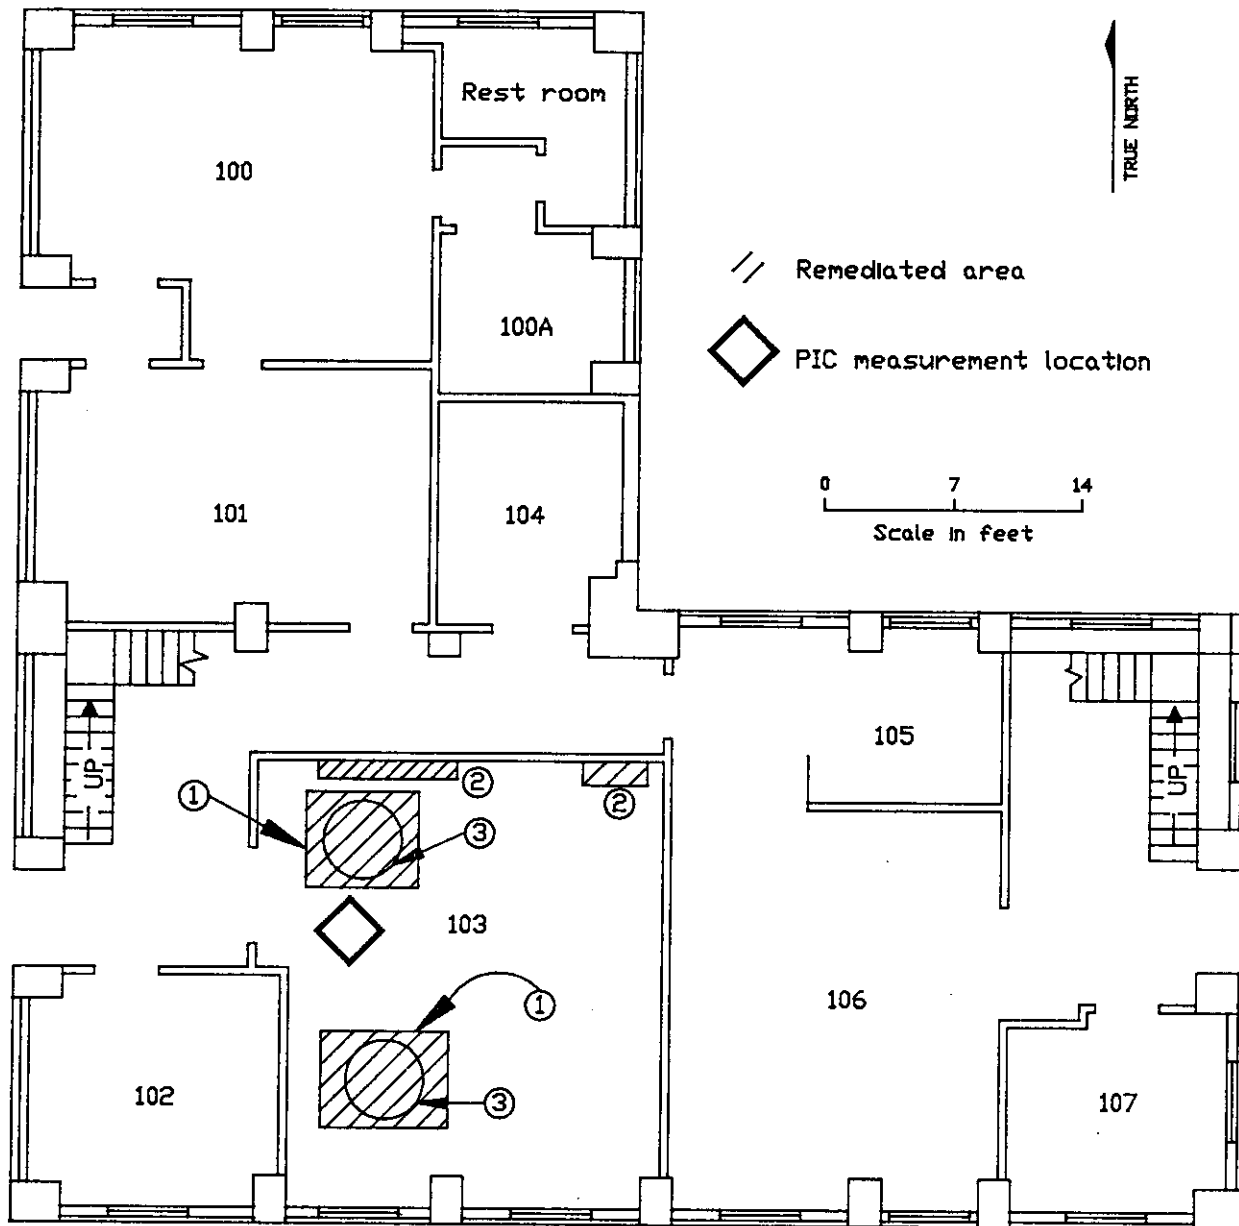 Rest room
TRUE NORTH
100
Remediated area
100A
PIC measurement location
0 7 14
Scale in feet
101
104
105
UP
UP
①
②
②
③
103
①
106
102
③
107